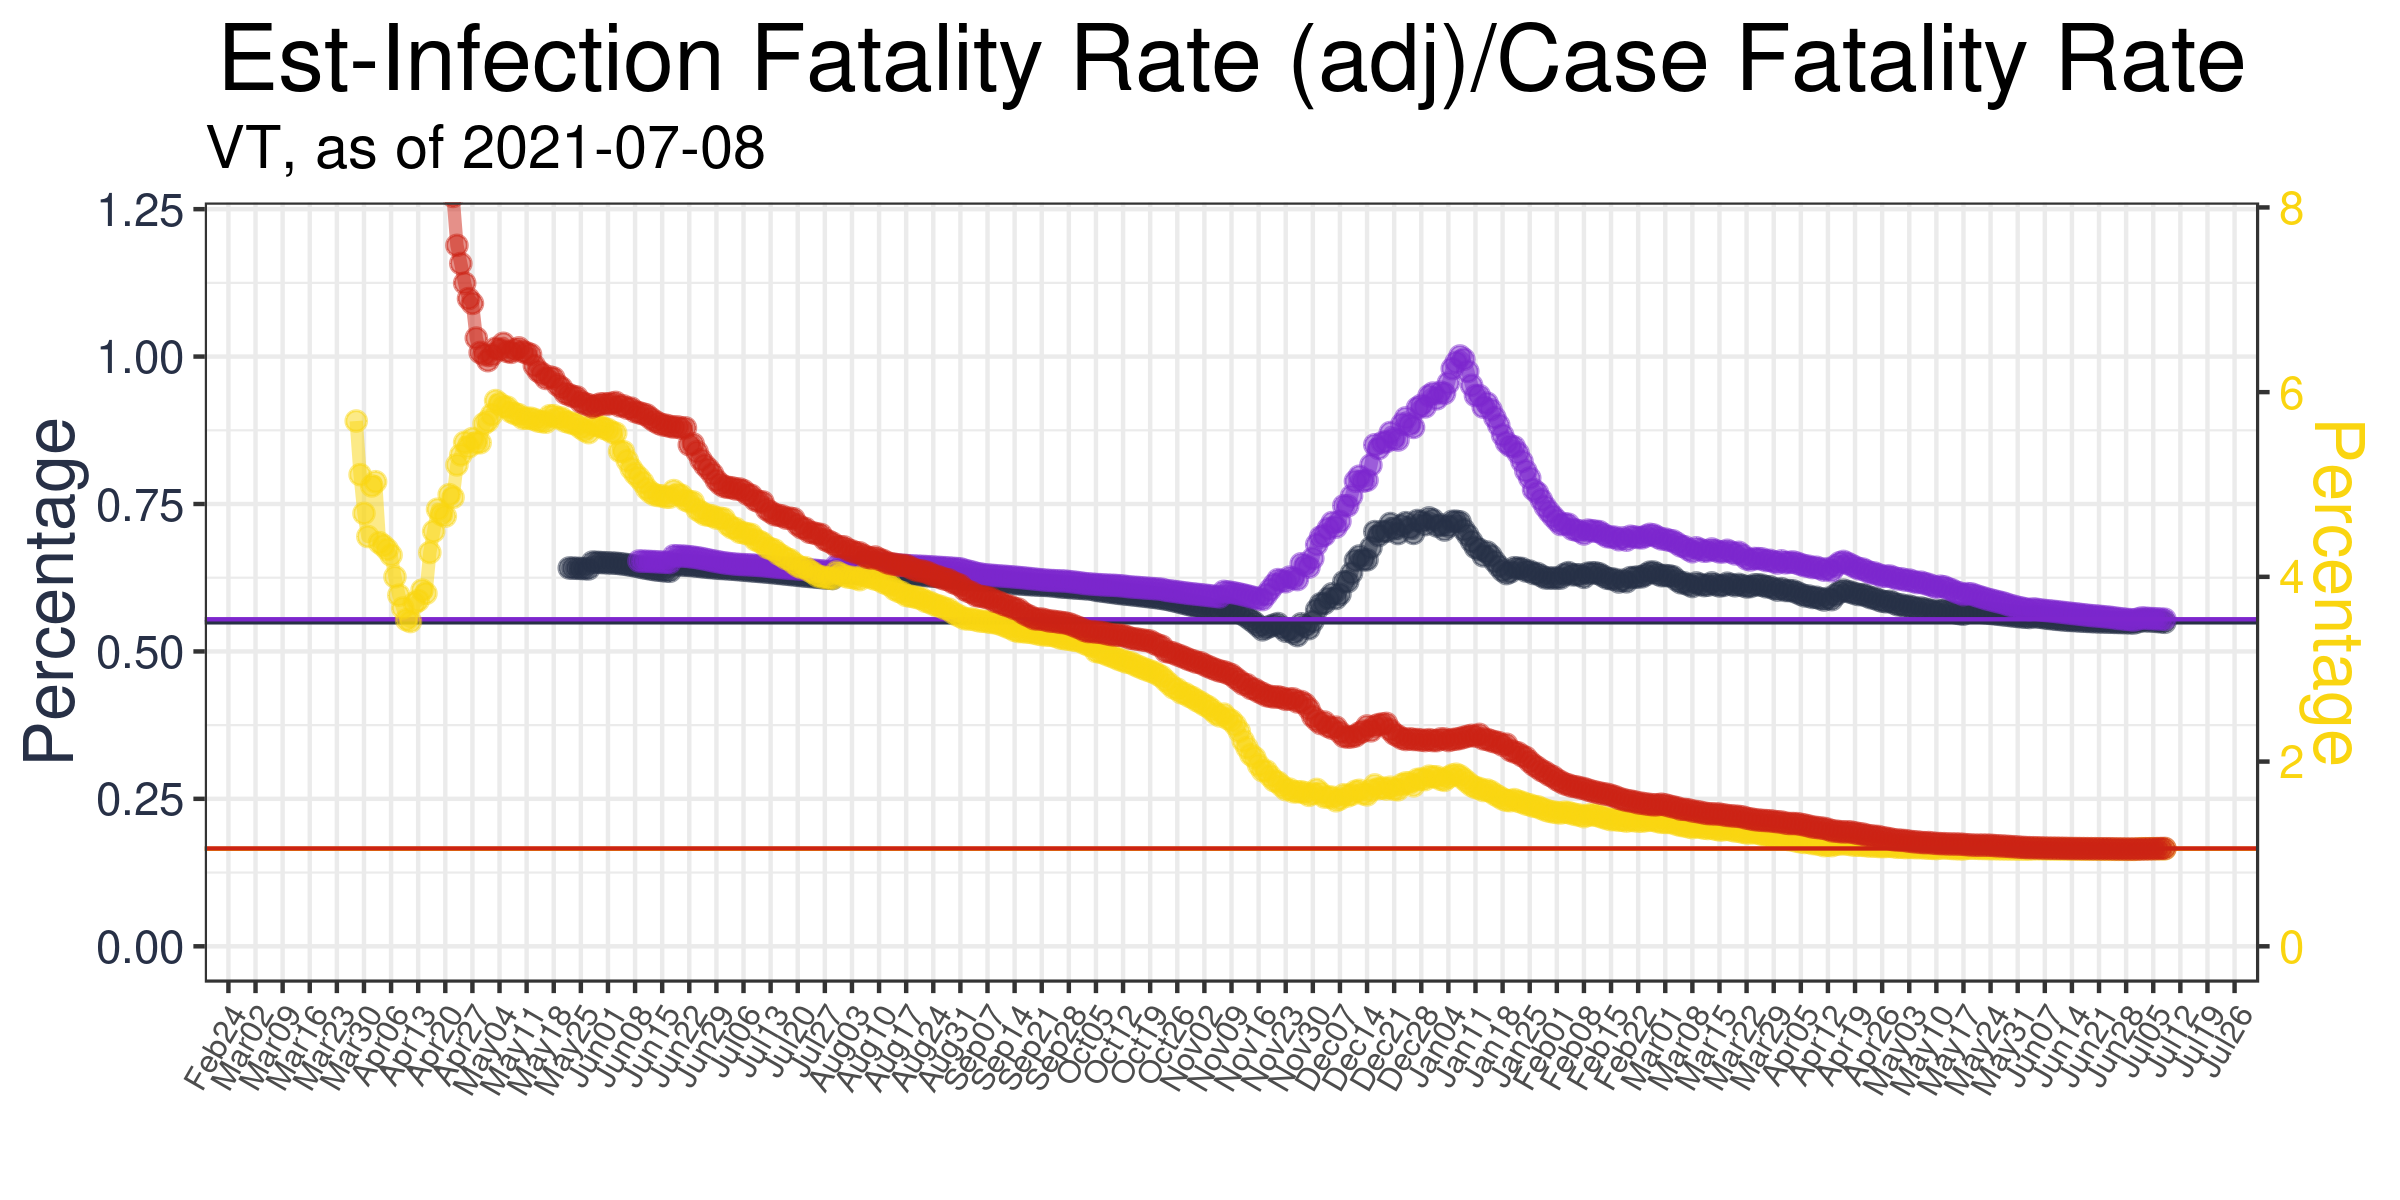 Est-Infection Fatality Rate (adj)/Case Fatality Rate
VT, as of 2021-07-08
Percentage
1.25
1.00
0.75
0.50
0.25
0.00
8
6
4
2
0
Percentage
Feb24
Mar02
Mar09
Mar16
Mar23
Mar30
Apr06
Apr13
Apr20
Apr27
May04
May11
May18
May25
Jun01
Jun08
Jun15
Jun22
Jun29
Jul06
Jul13
Jul20
Jul27
Aug03
Aug10
Aug17
Aug24
Aug31
Sep07
Sep14
Sep21
Sep28
Oct05
Oct12
Oct19
Oct26
Nov02
Nov09
Nov16
Nov23
Nov30
Dec07
Dec14
Dec21
Dec28
Jan04
Jan11
Jan18
Jan25
Feb01
Feb08
Feb15
Feb22
Mar01
Mar08
Mar15
Mar22
Mar29
Apr05
Apr12
Apr19
Apr26
May03
May10
May17
May24
May31
Jun07
Jun14
Jun21
Jun28
Jul05
Jul12
Jul19
Jul26